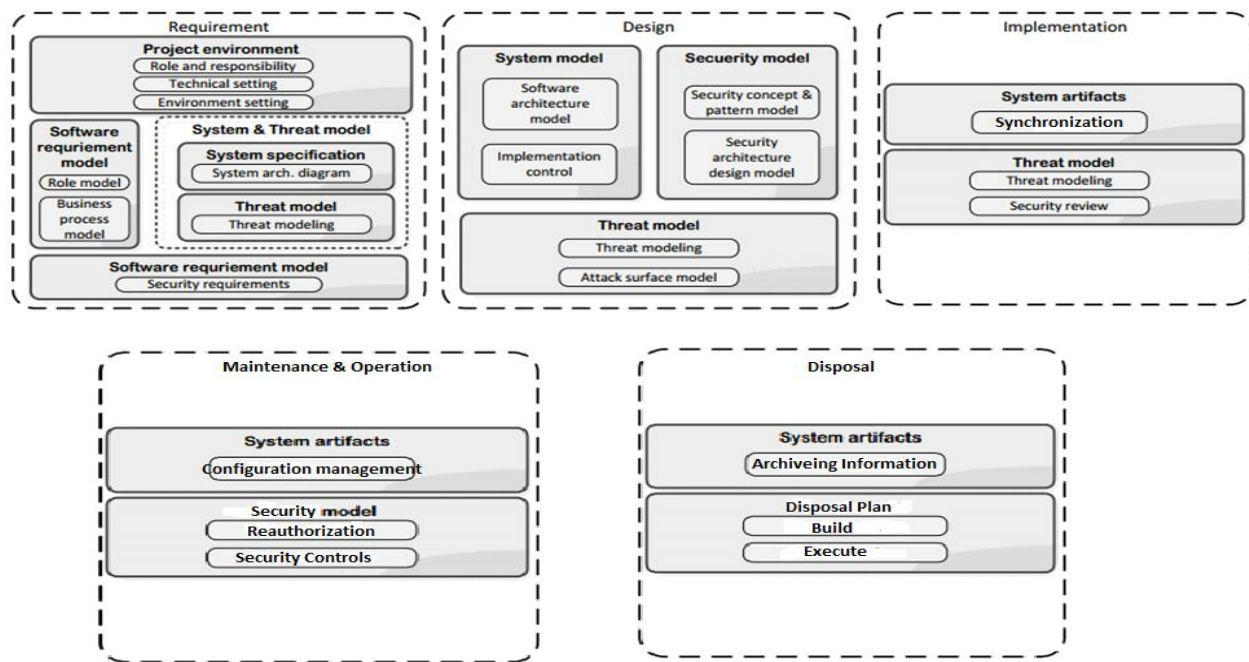 Requirement
Project environment
Role and responsibility
Technical setting
Environment setting
Software
requriement
model
Role model
Business
process
model
System & Threat model
System specification
System arch. diagram
Threat model
Threat modeling
Software requriement model
Security requirements
Design
System model
Software
architecture
model
Implementation
control
Secuerity model
Security concept &
pattern model
Security
architecture
design model
Threat model
Threat modeling
Attack surface model
Implementation
System artifacts
Synchronization
Threat model
Threat modeling
Security review
Maintenance & Operation
System artifacts
Configuration management
Security model
Reauthorization
Security Controls
Disposal
System artifacts
Archiveing Information
Disposal Plan
Build
Execute